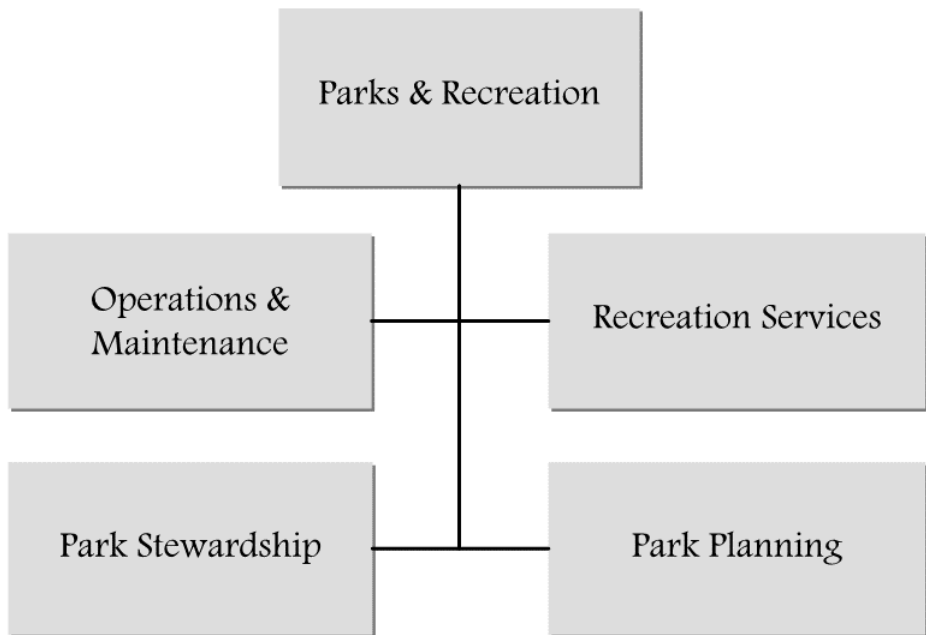 Parks & Recreation
Operations &
Maintenance
Recreation Services
Park Stewardship
Park Planning